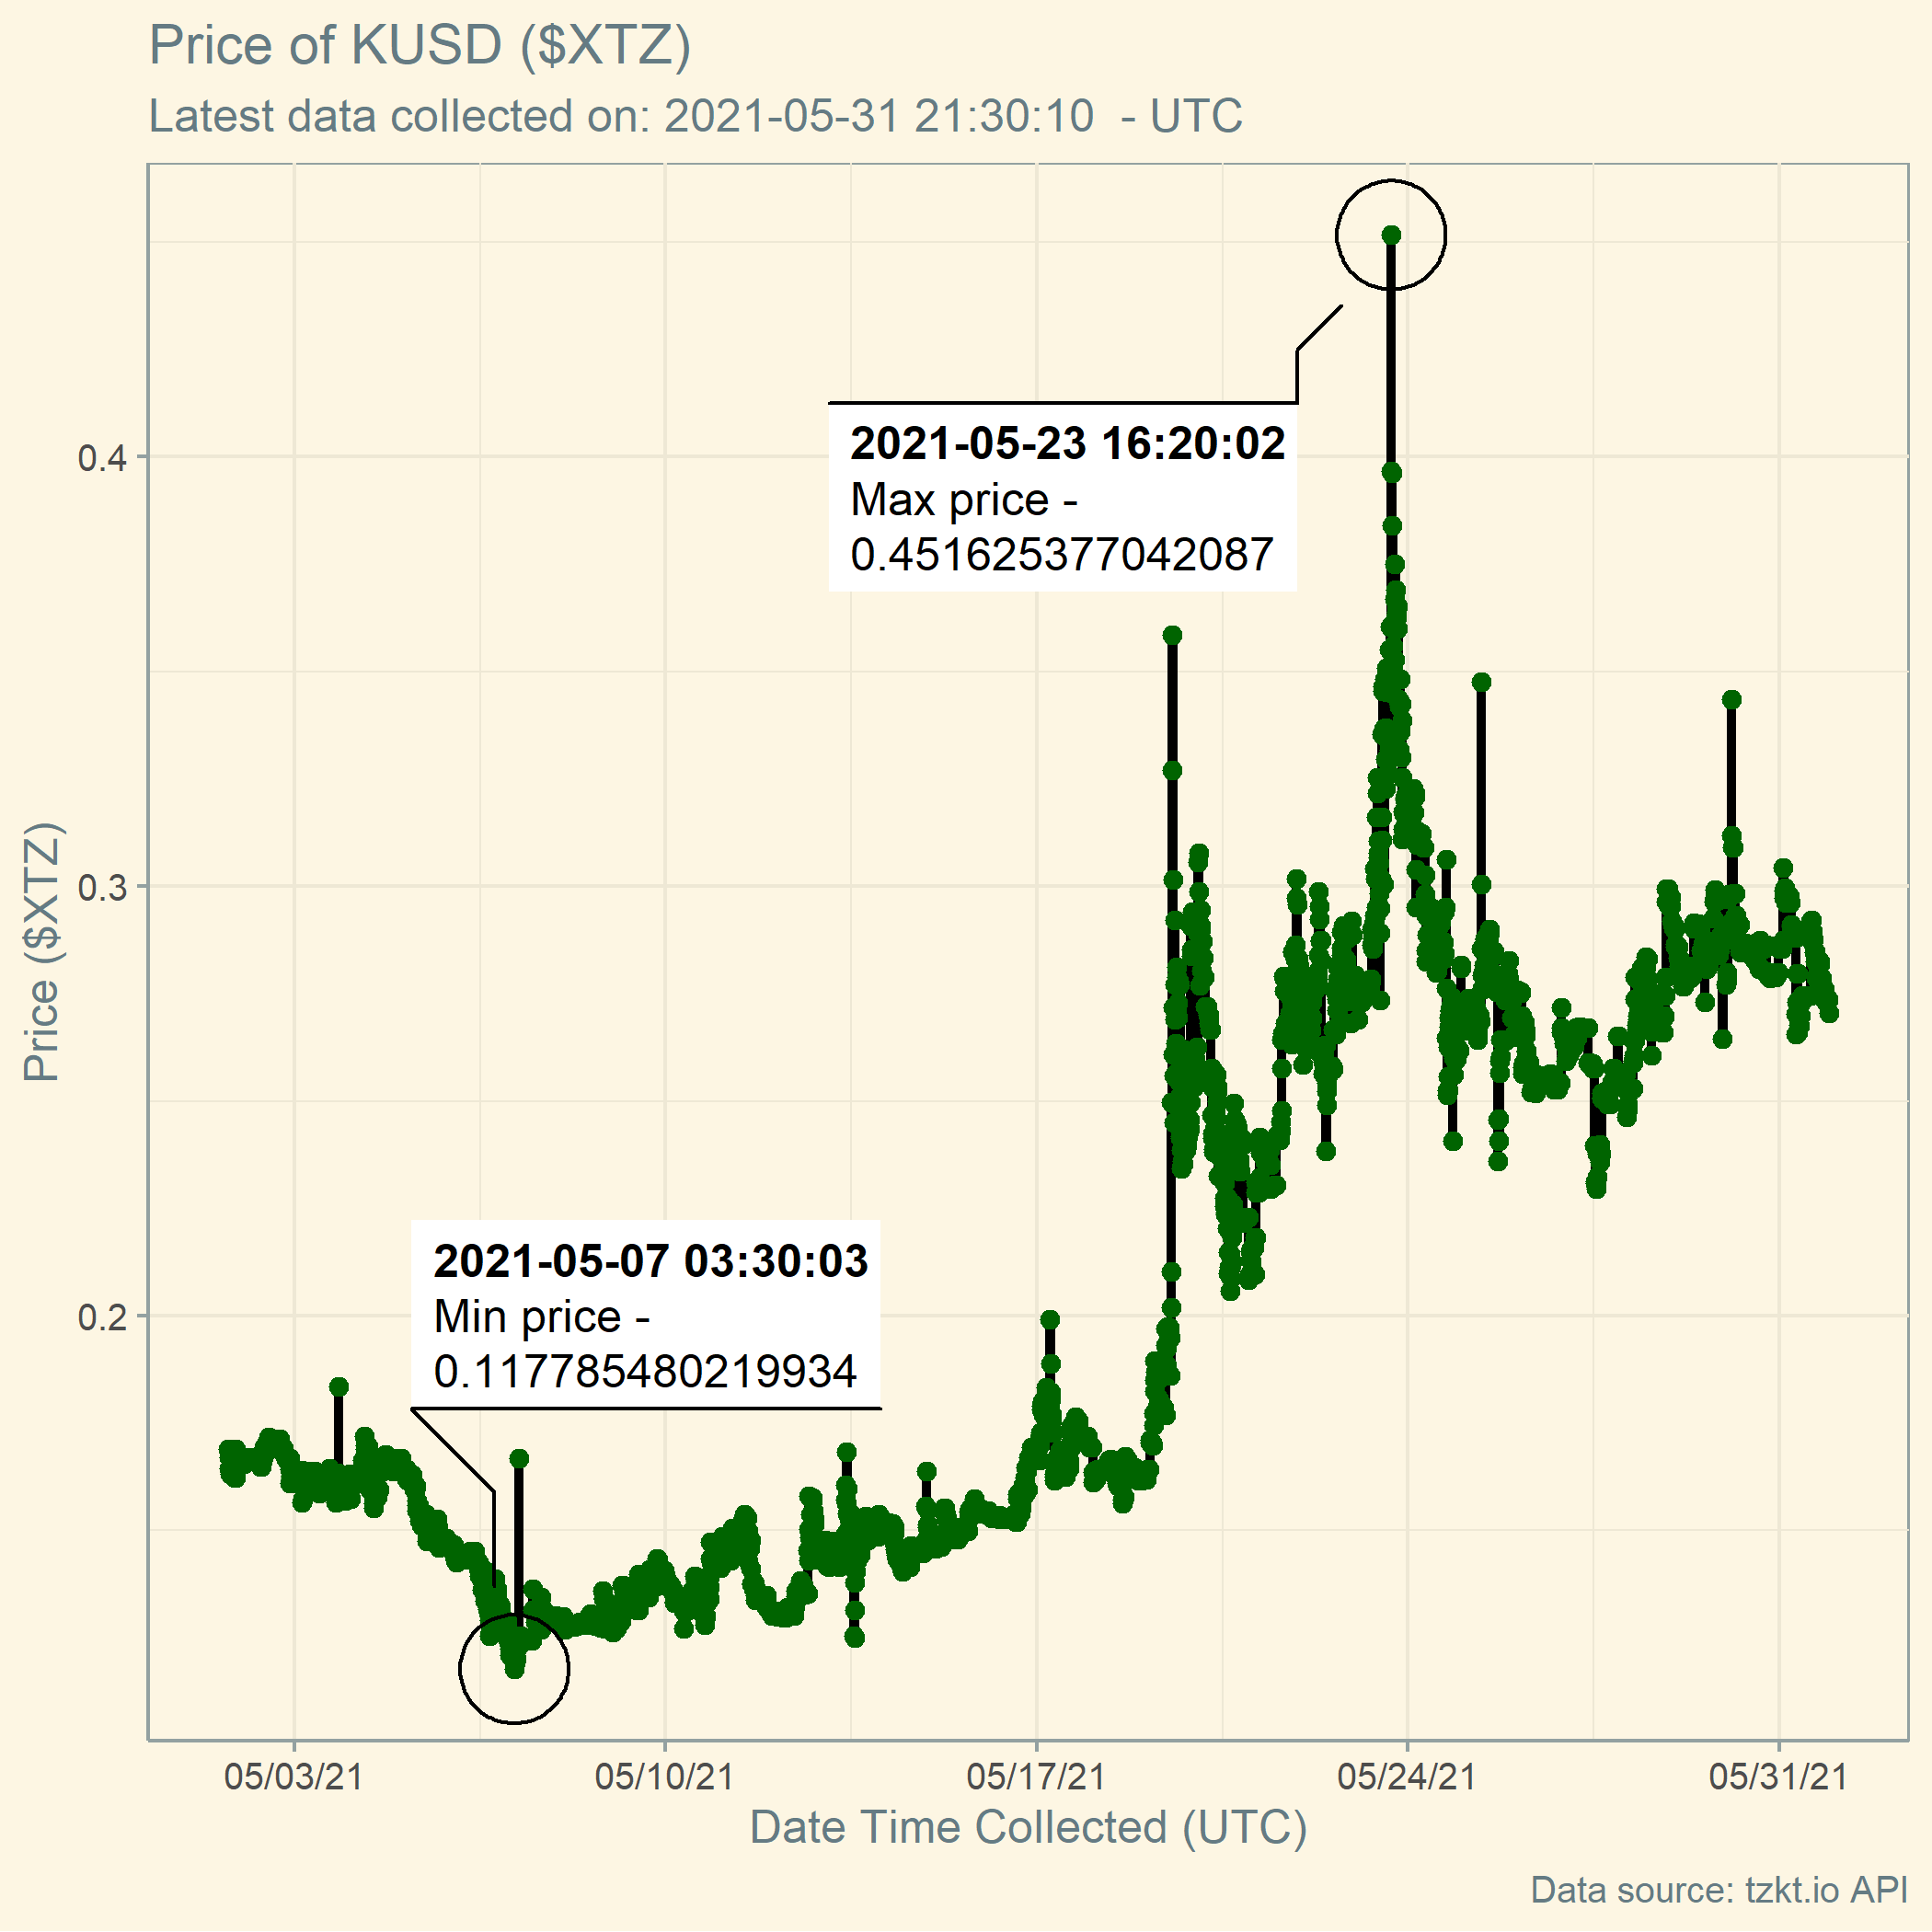 Price of KUSD ($XTZ)
Latest data collected on: 2021-05-31 21:30:10  - UTC
2021-05-23 16:20:02
Max price -
0.451625377042087
0.4
0.3
0.2
Price ($XTZ)
2021-05-07 03:30:03
Min price -
0.117785480219934
05/03/21
05/10/21
05/17/21
05/24/21
05/31/21
Date Time Collected (UTC)
Data source: tzkt.io API